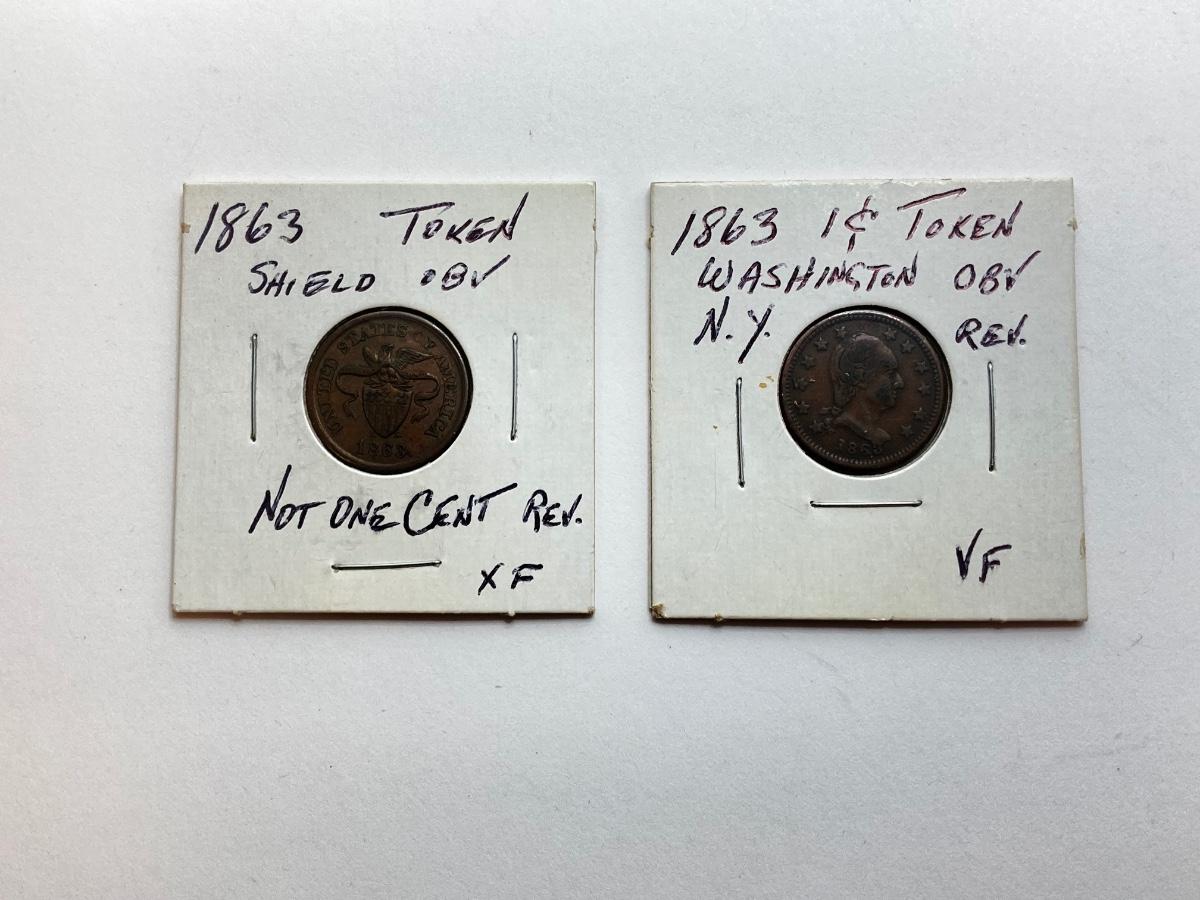 1863 TOKEN
SHIELD OBV
UNITED STATES OF AMERICA
1863
NOT ONE CENT REV.
XF
1863 1¢ TOKEN
WASHINGTON OBV
N.Y. REV.
1863
VF